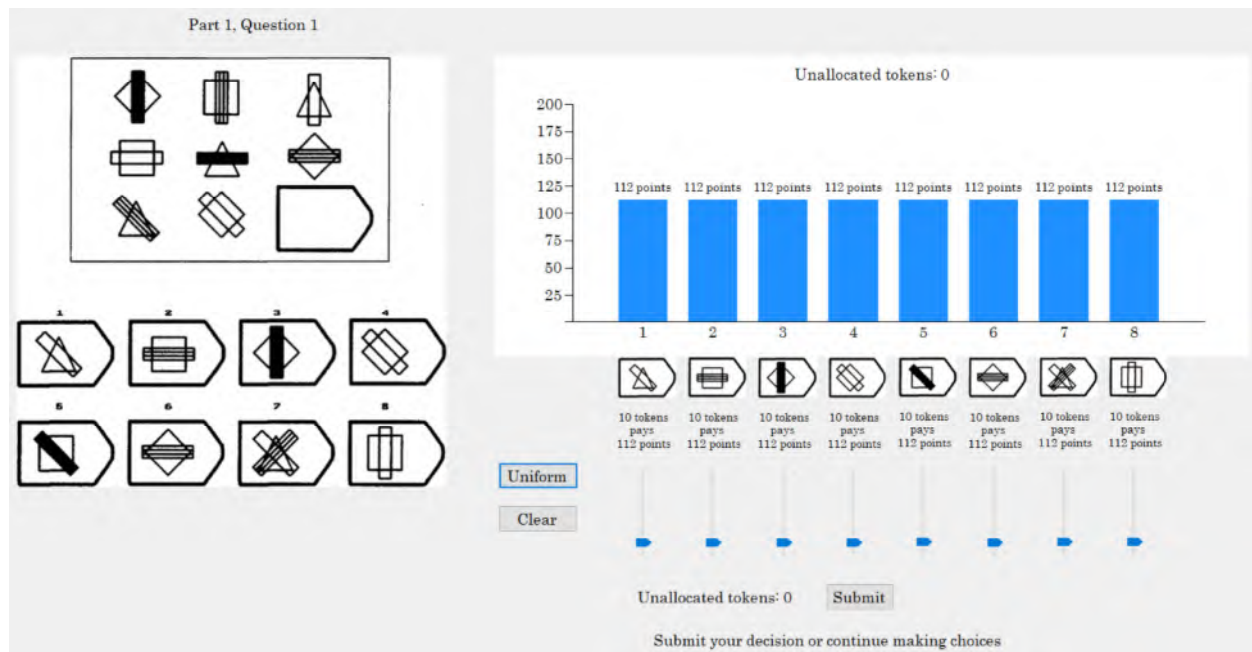 Part 1, Question 1
1 2 3 4
5 6 7 8
Unallocated tokens: 0
200
175
150
125
100
75
50
25
112 points 112 points 112 points 112 points 112 points 112 points 112 points 112 points
1 2 3 4 5 6 7 8
10 tokens 10 tokens 10 tokens 10 tokens 10 tokens 10 tokens 10 tokens 10 tokens
pays pays pays pays pays pays pays pays
112 points 112 points 112 points 112 points 112 points 112 points 112 points 112 points
Uniform
Clear
Unallocated tokens: 0 Submit
Submit your decision or continue making choices